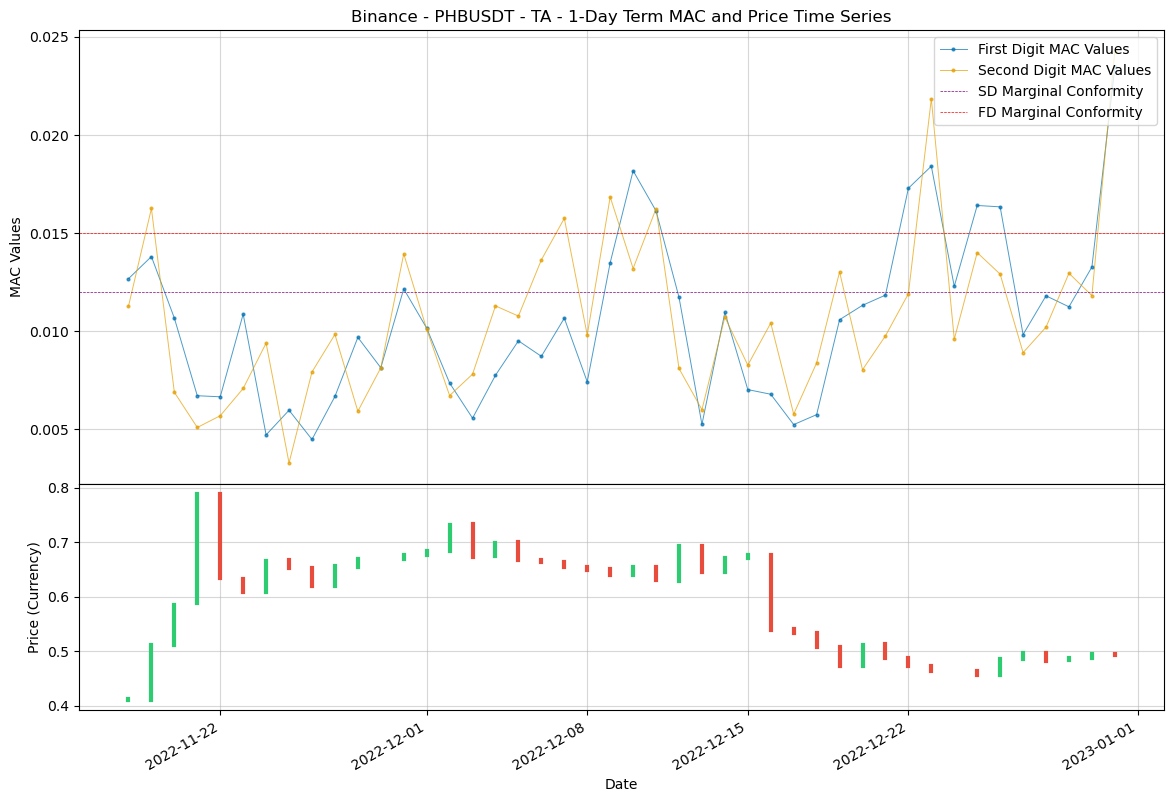 Binance - PHBUSDT - TA - 1-Day Term MAC and Price Time Series
0.025
0.020
0.015
0.010
0.005
MAC Values
First Digit MAC Values
Second Digit MAC Values
SD Marginal Conformity
FD Marginal Conformity
0.8
0.7
0.6
0.5
0.4
Price (Currency)
2022-11-22
2022-12-01
2022-12-08
2022-12-15
2022-12-22
2023-01-01
Date